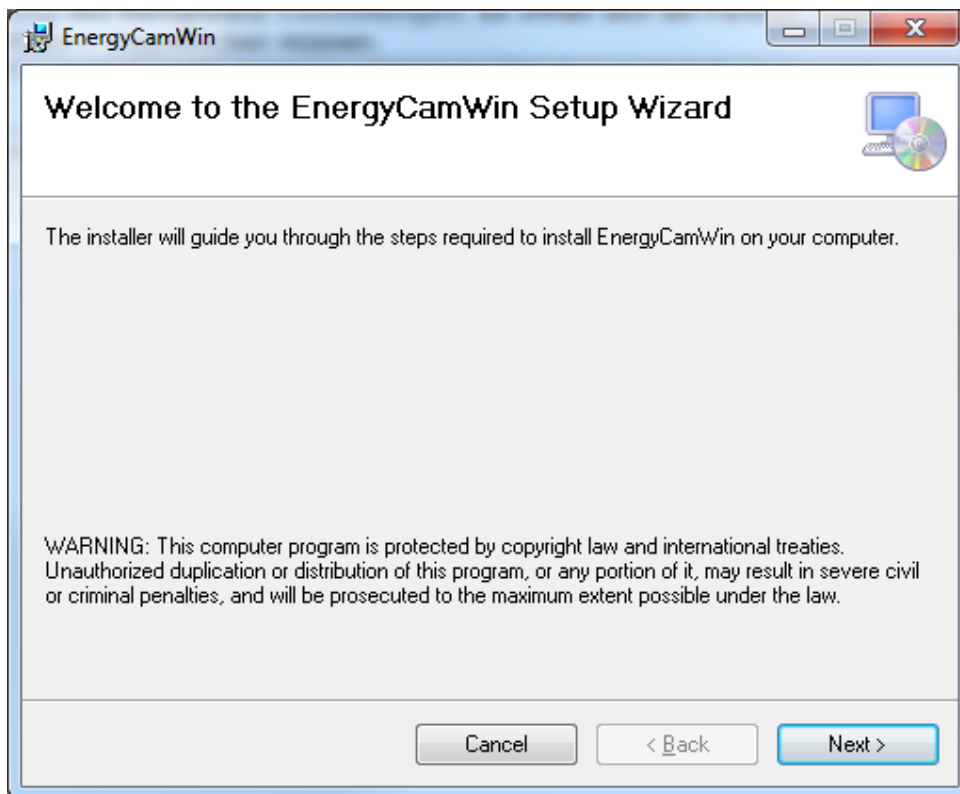 EnergyCamWin
Welcome to the EnergyCamWin Setup Wizard
The installer will guide you through the steps required to install EnergyCamWin on your computer.
WARNING: This computer program is protected by copyright law and international treaties.
Unauthorized duplication or distribution of this program, or any portion of it, may result in severe civil
or criminal penalties, and will be prosecuted to the maximum extent possible under the law.
Cancel
< Back
Next >